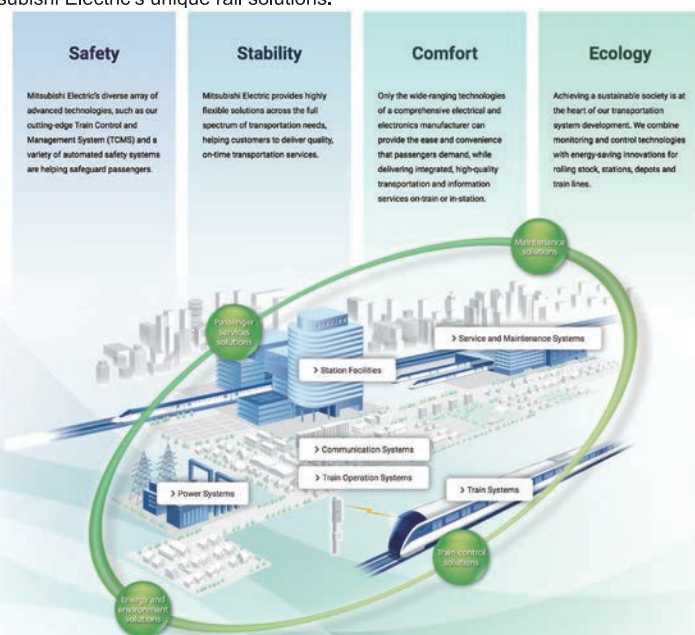 subishi Electric's unique rail solutions.
Safety
Mitsubishi Electric's diverse array of
advanced technologies, such as our
cutting-edge Train Control and
Management System (TCMS) and a
variety of automated safety systems
are helping safeguard passengers.
Stability
Mitsubishi Electric provides highly
flexible solutions across the full
spectrum of transportation needs,
helping customers to deliver quality,
on-time transportation services.
Comfort
Only the wide-ranging technologies
of a comprehensive electrical and
electronics manufacturer can
provide the ease and convenience
that passengers demand, while
delivering integrated, high-quality
transportation and information
services on-train or in-station.
Ecology
Achieving a sustainable society is at
the heart of our transportation
system development. We combine
monitoring and control technologies
with energy-saving innovations for
rolling stock, stations, depots and
train lines.
Maintenance
solutions
Passenger
services
solutions
> Service and Maintenance Systems
> Station Facilities
> Communication Systems
> Train Operation Systems
> Power Systems
> Train Systems
Train control
solutions
Energy and
environment
solutions